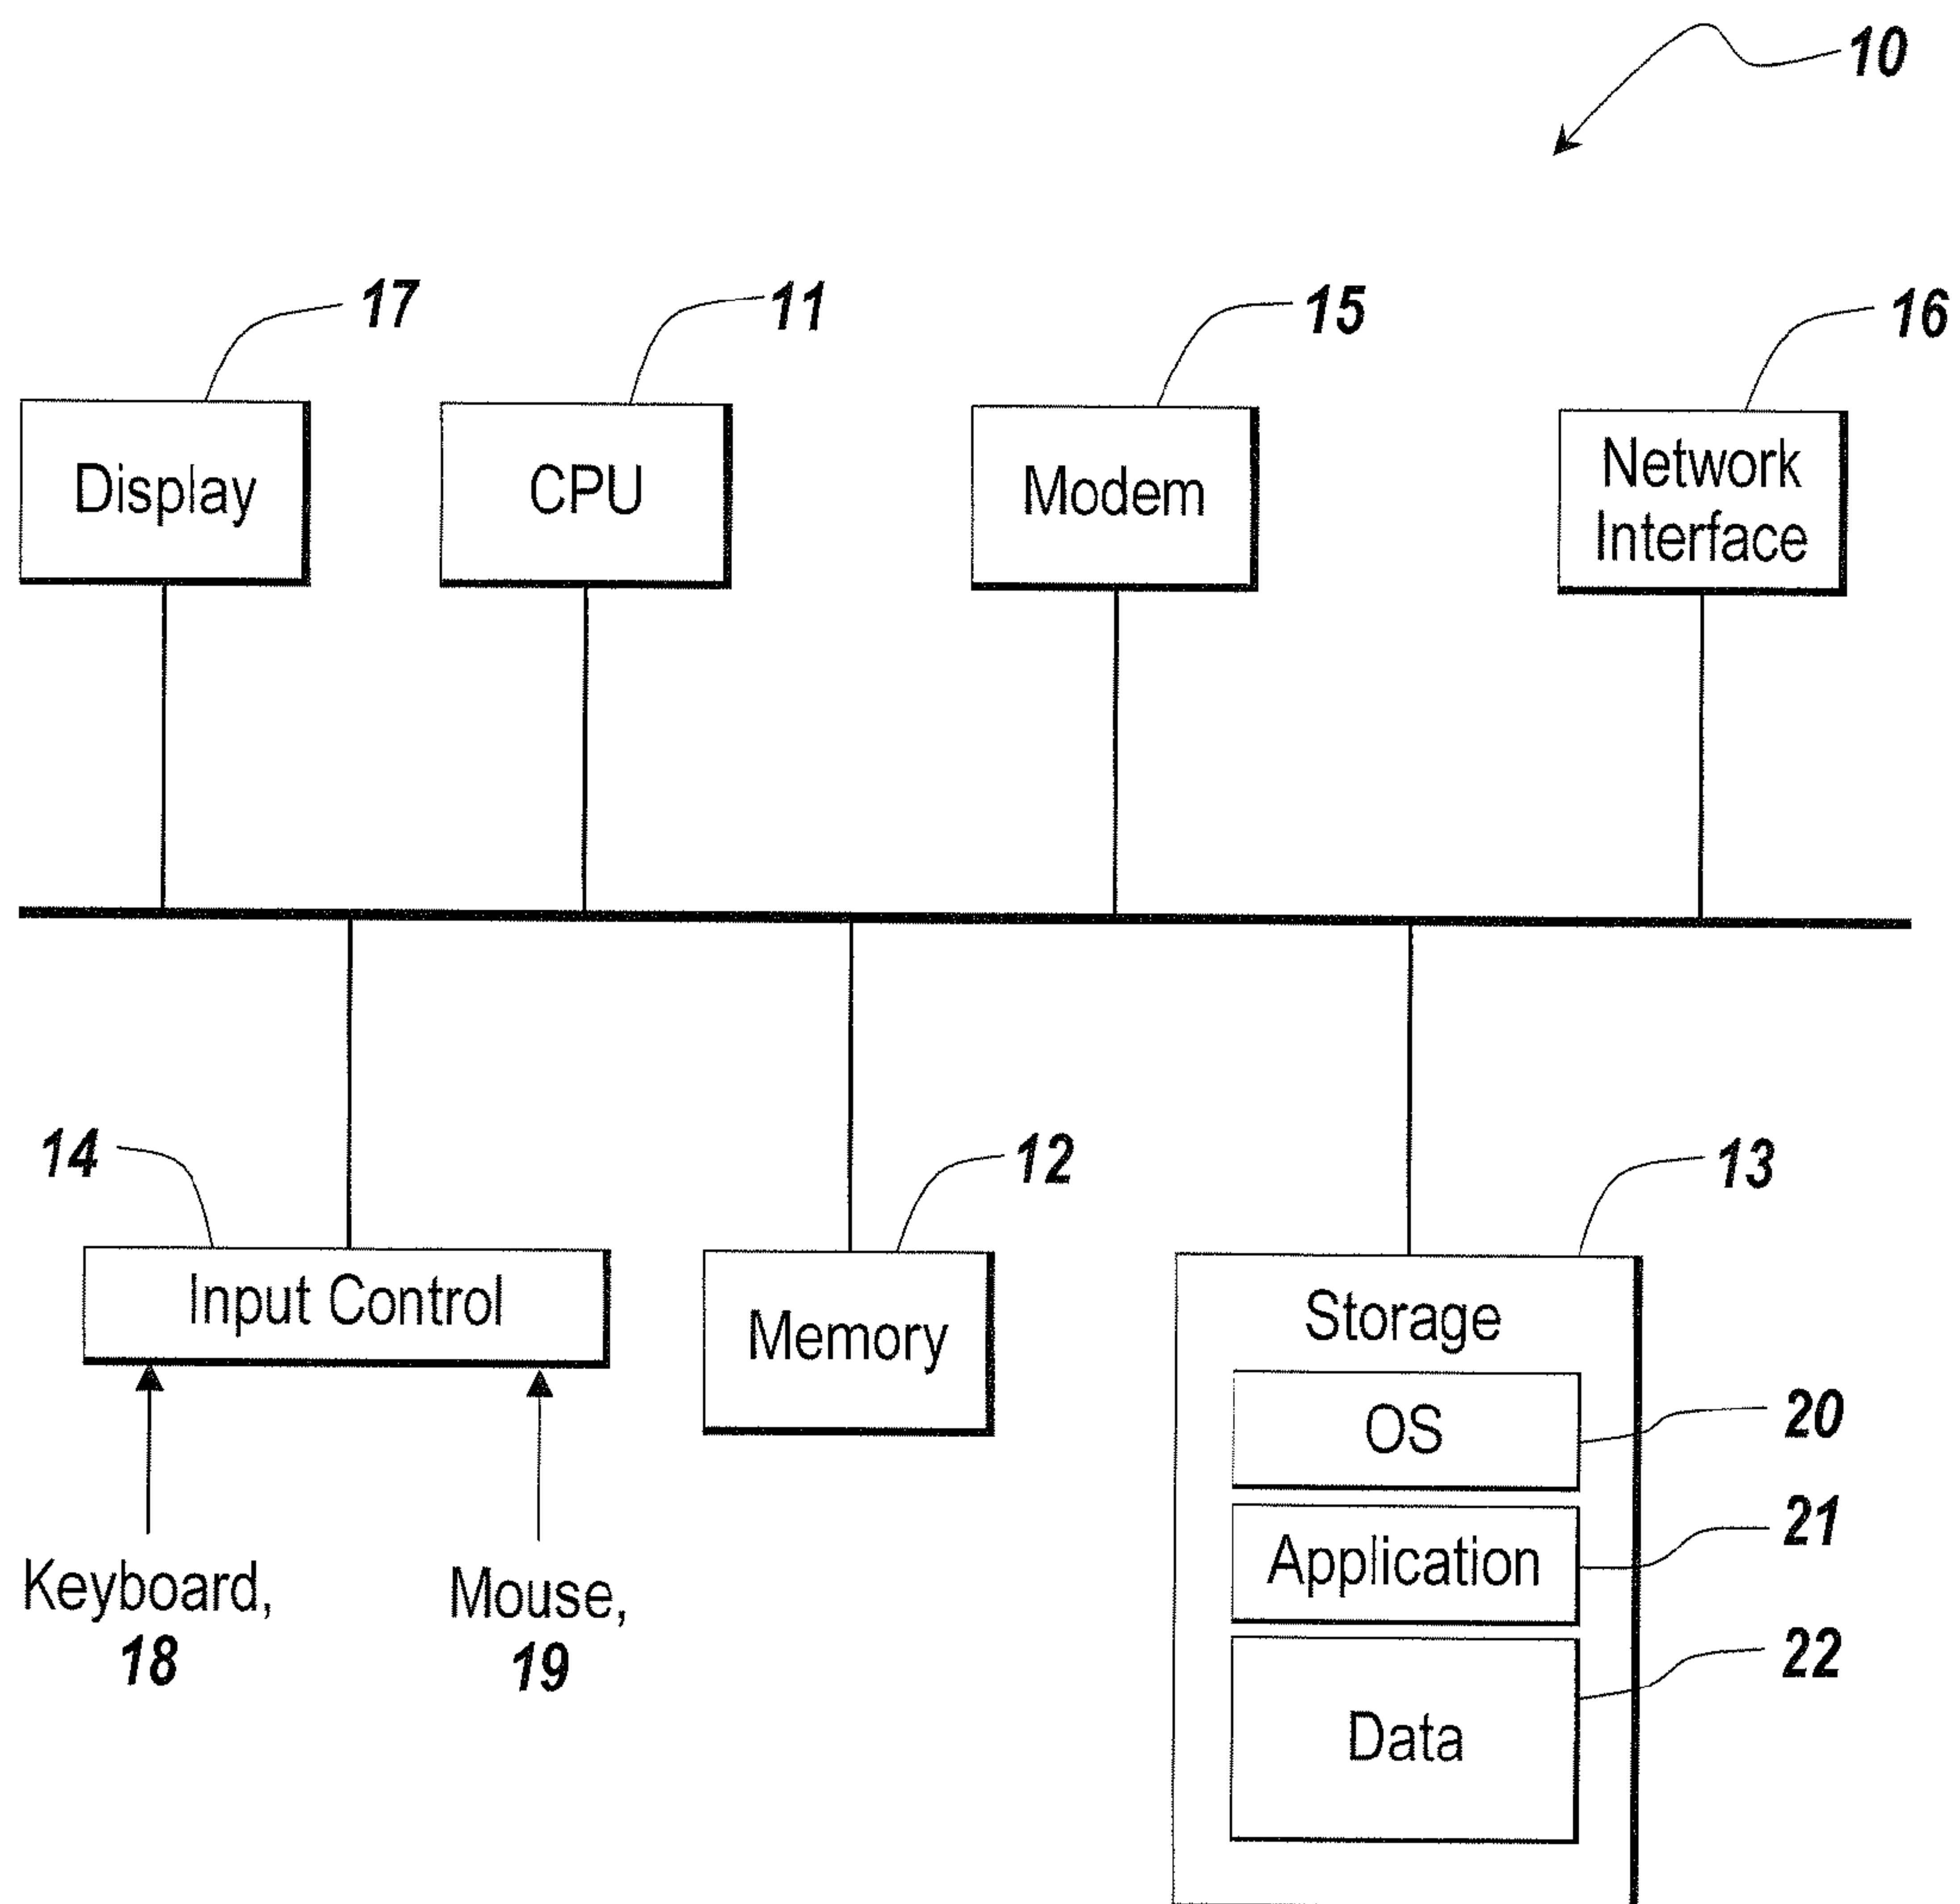 10
17
11
15
16
Display
CPU
Modem
Network
Interface
14
12
13
Input Control
Memory
Storage
OS
20
Application
21
Keyboard,
18
Mouse,
19
22
Data